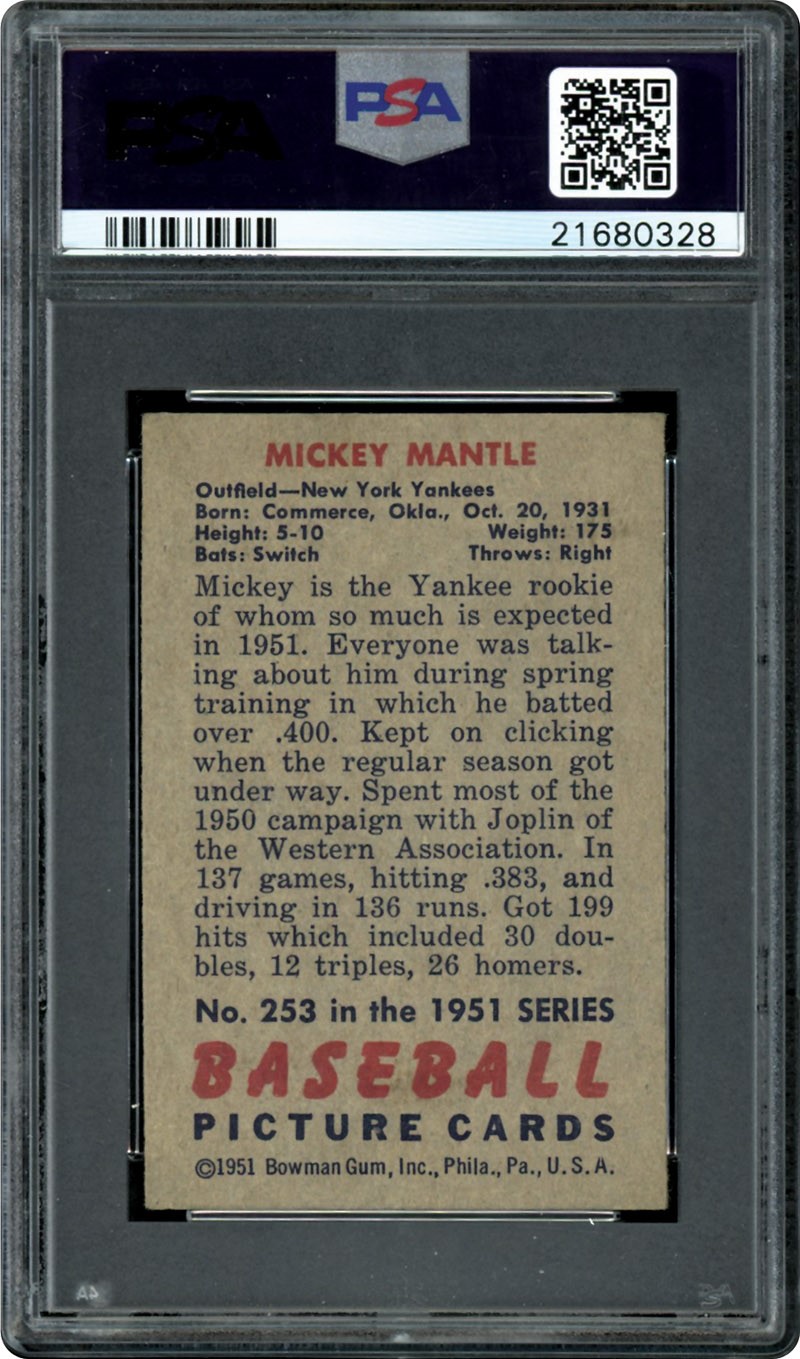 PSA
PSA
21680328
MICKEY MANTLE
Outfield—New York Yankees
Born: Commerce, Okla., Oct. 20, 1931
Height: 5-10 Weight: 175
Bats: Switch Throws: Right
Mickey is the Yankee rookie
of whom so much is expected
in 1951. Everyone was talk-
ing about him during spring
training in which he batted
over .400. Kept on clicking
when the regular season got
under way. Spent most of the
1950 campaign with Joplin of
the Western Association. In
137 games, hitting .383, and
driving in 136 runs. Got 199
hits which included 30 dou-
bles, 12 triples, 26 homers.
No. 253 in the 1951 SERIES
BASEBALL
PICTURE CARDS
©1951 Bowman Gum, Inc., Phila., Pa., U.S.A.